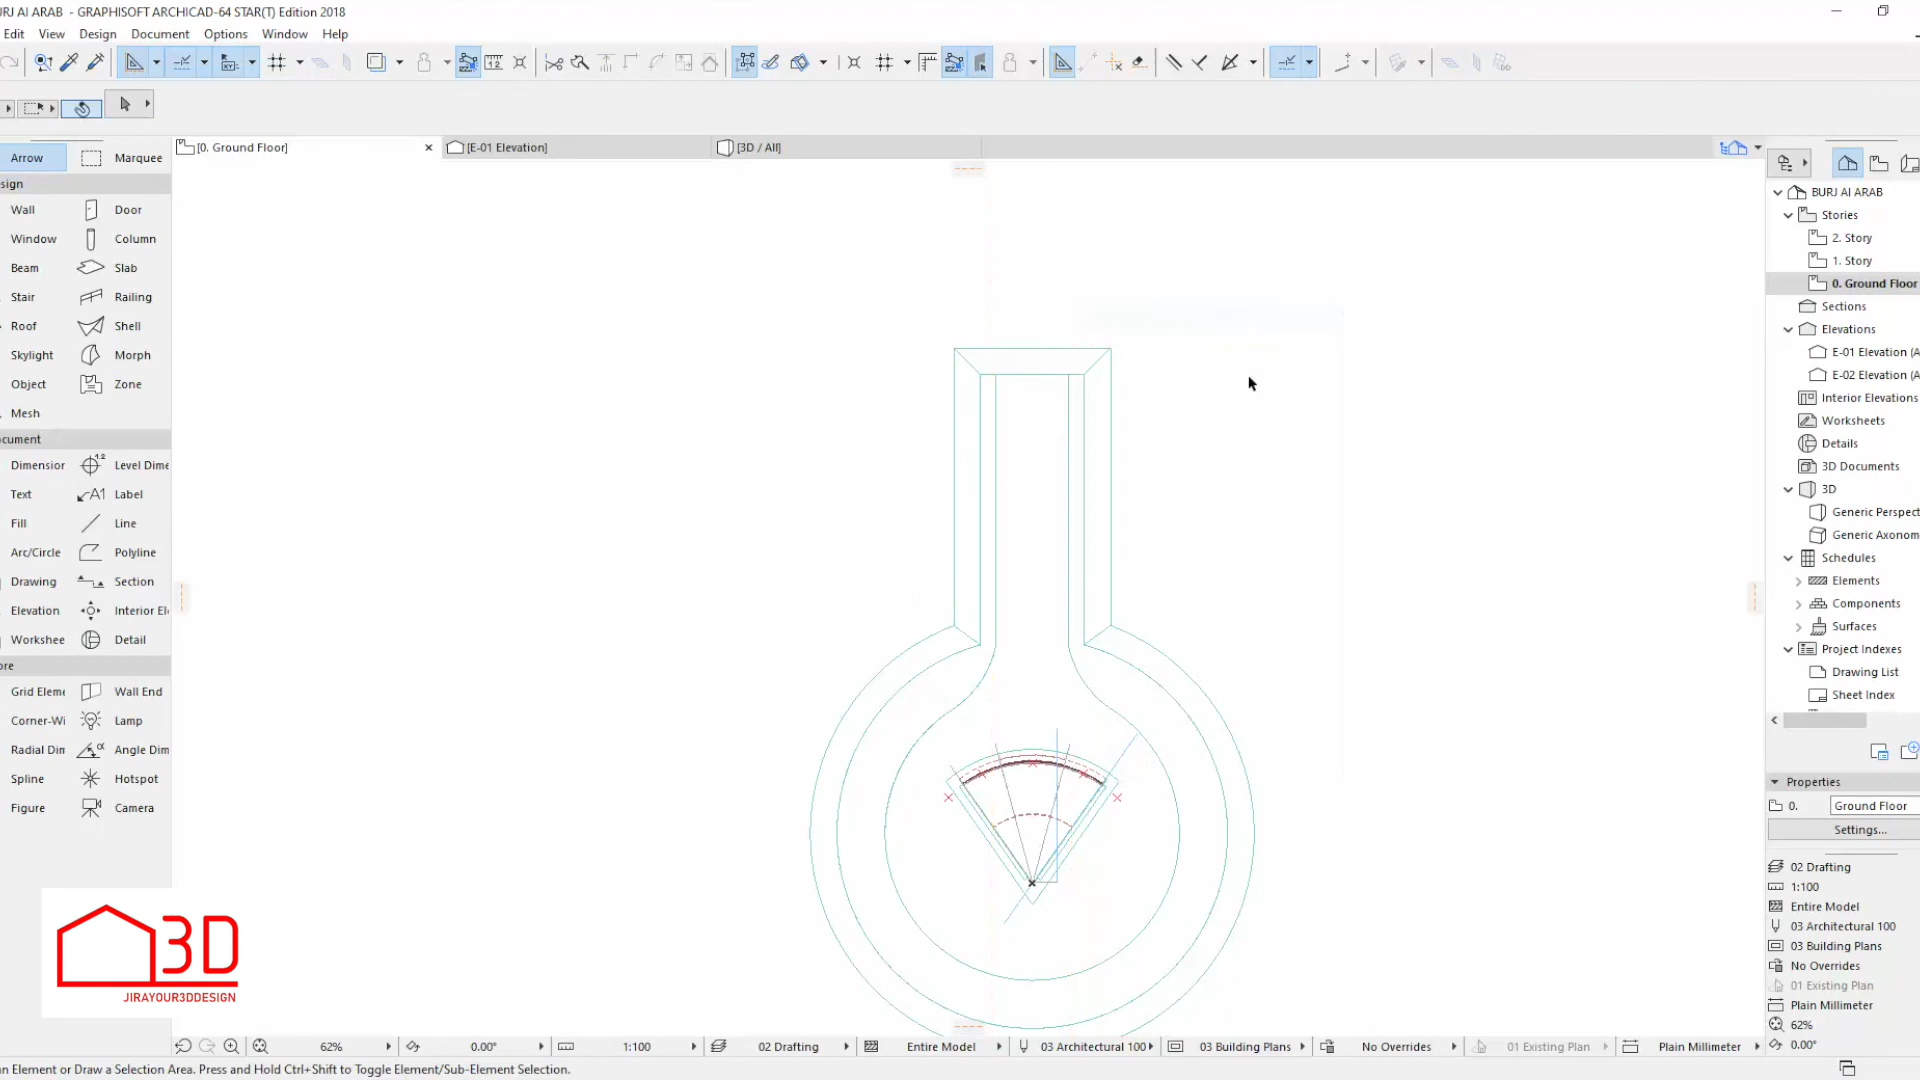 BURJ AI ARAB - GRAPHISOFT ARCHICAD-64 STAR(T) Edition 2018
Edit View Design Document Options Window Help
[0. Ground Floor] [E-01 Elevation] [3D / All]
Arrow Marquee
sign
Wall Door
Window Column
Beam Slab
Stair Railing
Roof Shell
Skylight Morph
Object Zone
Mesh
cument
Dimension Level Dime
Text A1 Label
Fill Line
Arc/Circle Polyline
Drawing Section
Elevation Interior El
Workshee Detail
ore
Grid Eleme Wall End
Corner-Wi Lamp
Radial Din Angle Dim
Spline Hotspot
Figure Camera
BURJ AI ARAB
Stories
2. Story
1. Story
0. Ground Floor
Sections
Elevations
E-01 Elevation (A
E-02 Elevation (A
Interior Elevations
Worksheets
Details
3D Documents
3D
Generic Perspect
Generic Axonom
Schedules
Elements
Components
Surfaces
Project Indexes
Drawing List
Sheet Index
Properties
0. Ground Floor
Settings...
02 Drafting
1:100
Entire Model
03 Architectural 100
03 Building Plans
No Overrides
01 Existing Plan
Plain Millimeter
62%
0.00°
3D
JIRAYOUR3DDESIGN
62% 0.00° 1:100 02 Drafting Entire Model 03 Architectural 100 03 Building Plans No Overrides 01 Existing Plan Plain Millimeter
n Element or Draw a Selection Area. Press and Hold Ctrl+Shift to Toggle Element/Sub-Element Selection.